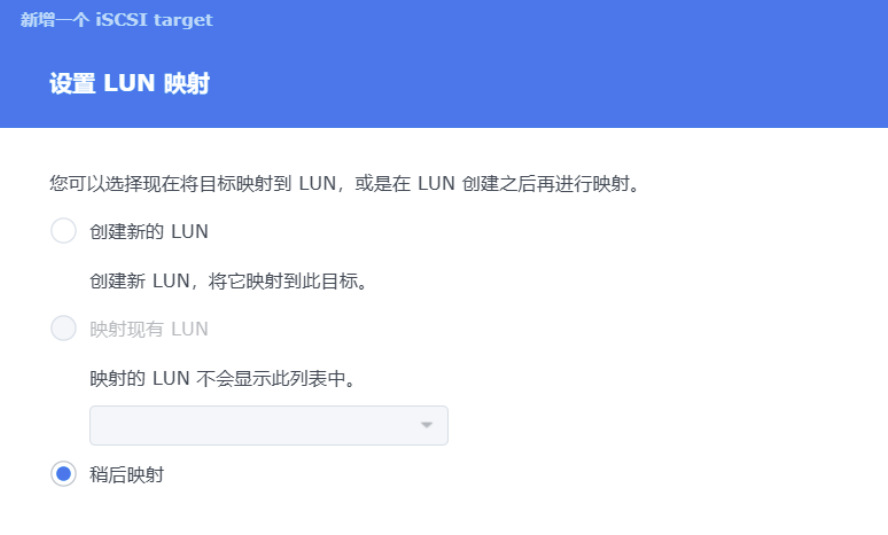 新增一个 iSCSI target
设置 LUN 映射
您可以选择现在将目标映射到 LUN，或是在 LUN 创建之后再进行映射。
创建新的 LUN
创建新 LUN，将它映射到此目标。
映射现有 LUN
映射的 LUN 不会显示此列表中。
稍后映射